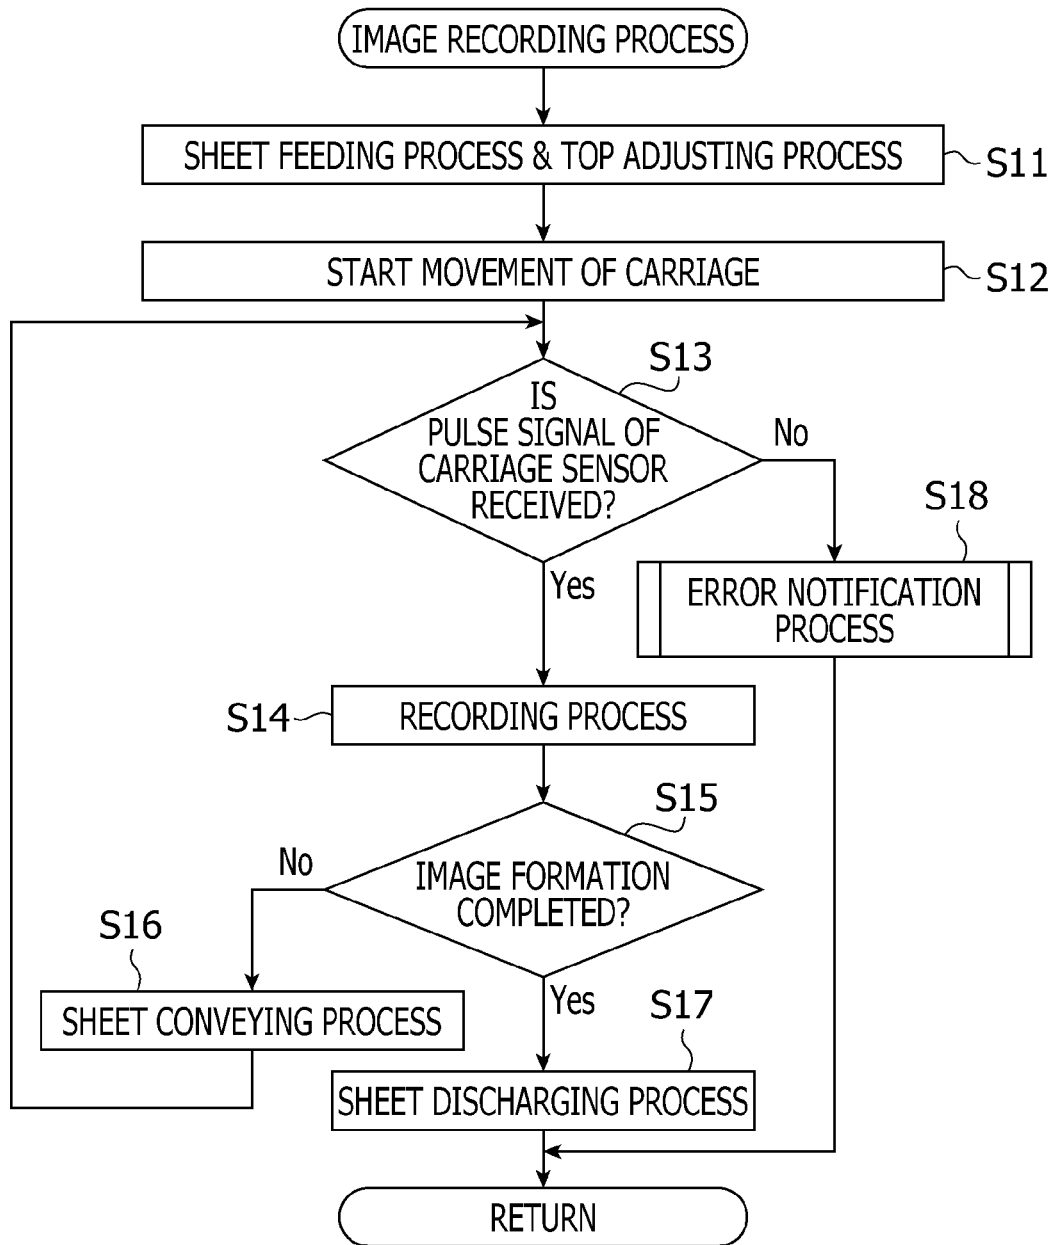 IMAGE RECORDING PROCESS
SHEET FEEDING PROCESS & TOP ADJUSTING PROCESS
S11
START MOVEMENT OF CARRIAGE
S12
S13
IS
PULSE SIGNAL OF
CARRIAGE SENSOR
RECEIVED?
No
Yes
S18
ERROR NOTIFICATION
PROCESS
S14
RECORDING PROCESS
S15
IMAGE FORMATION
COMPLETED?
No
Yes
S16
SHEET CONVEYING PROCESS
S17
SHEET DISCHARGING PROCESS
RETURN